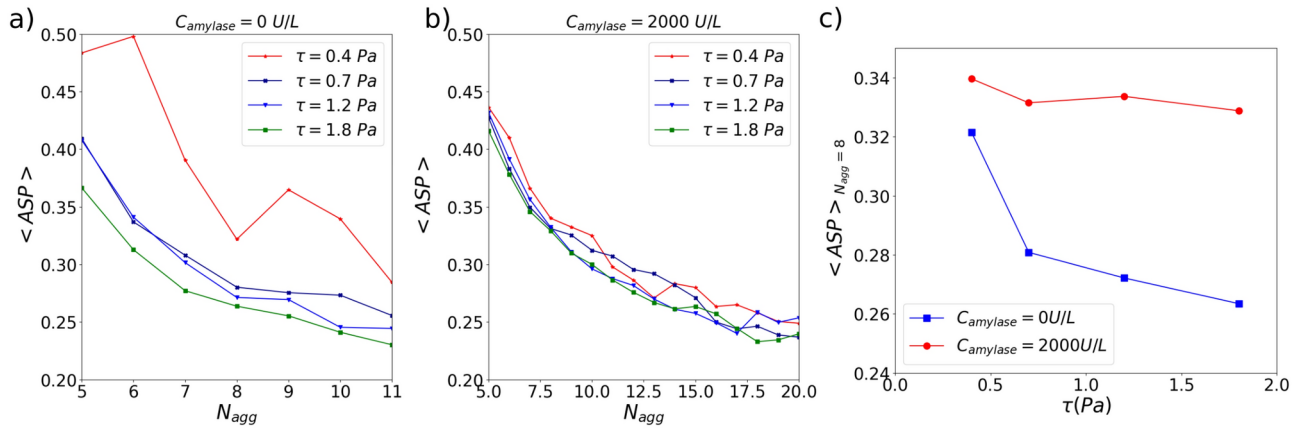 a)
C_amylase = 0 U/L
0.50
0.45
0.40
0.35
0.30
0.25
0.20
< ASP >
τ = 0.4 Pa
τ = 0.7 Pa
τ = 1.2 Pa
τ = 1.8 Pa
5 6 7 8 9 10 11
N_agg
b)
C_amylase = 2000 U/L
0.50
0.45
0.40
0.35
0.30
0.25
0.20
< ASP >
τ = 0.4 Pa
τ = 0.7 Pa
τ = 1.2 Pa
τ = 1.8 Pa
5.0 7.5 10.0 12.5 15.0 17.5 20.0
N_agg
c)
0.34
0.32
0.30
0.28
0.26
0.24
< ASP >_N_agg = 8
C_amylase = 0U/L
C_amylase = 2000U/L
0.0 0.5 1.0 1.5 2.0
τ(Pa)